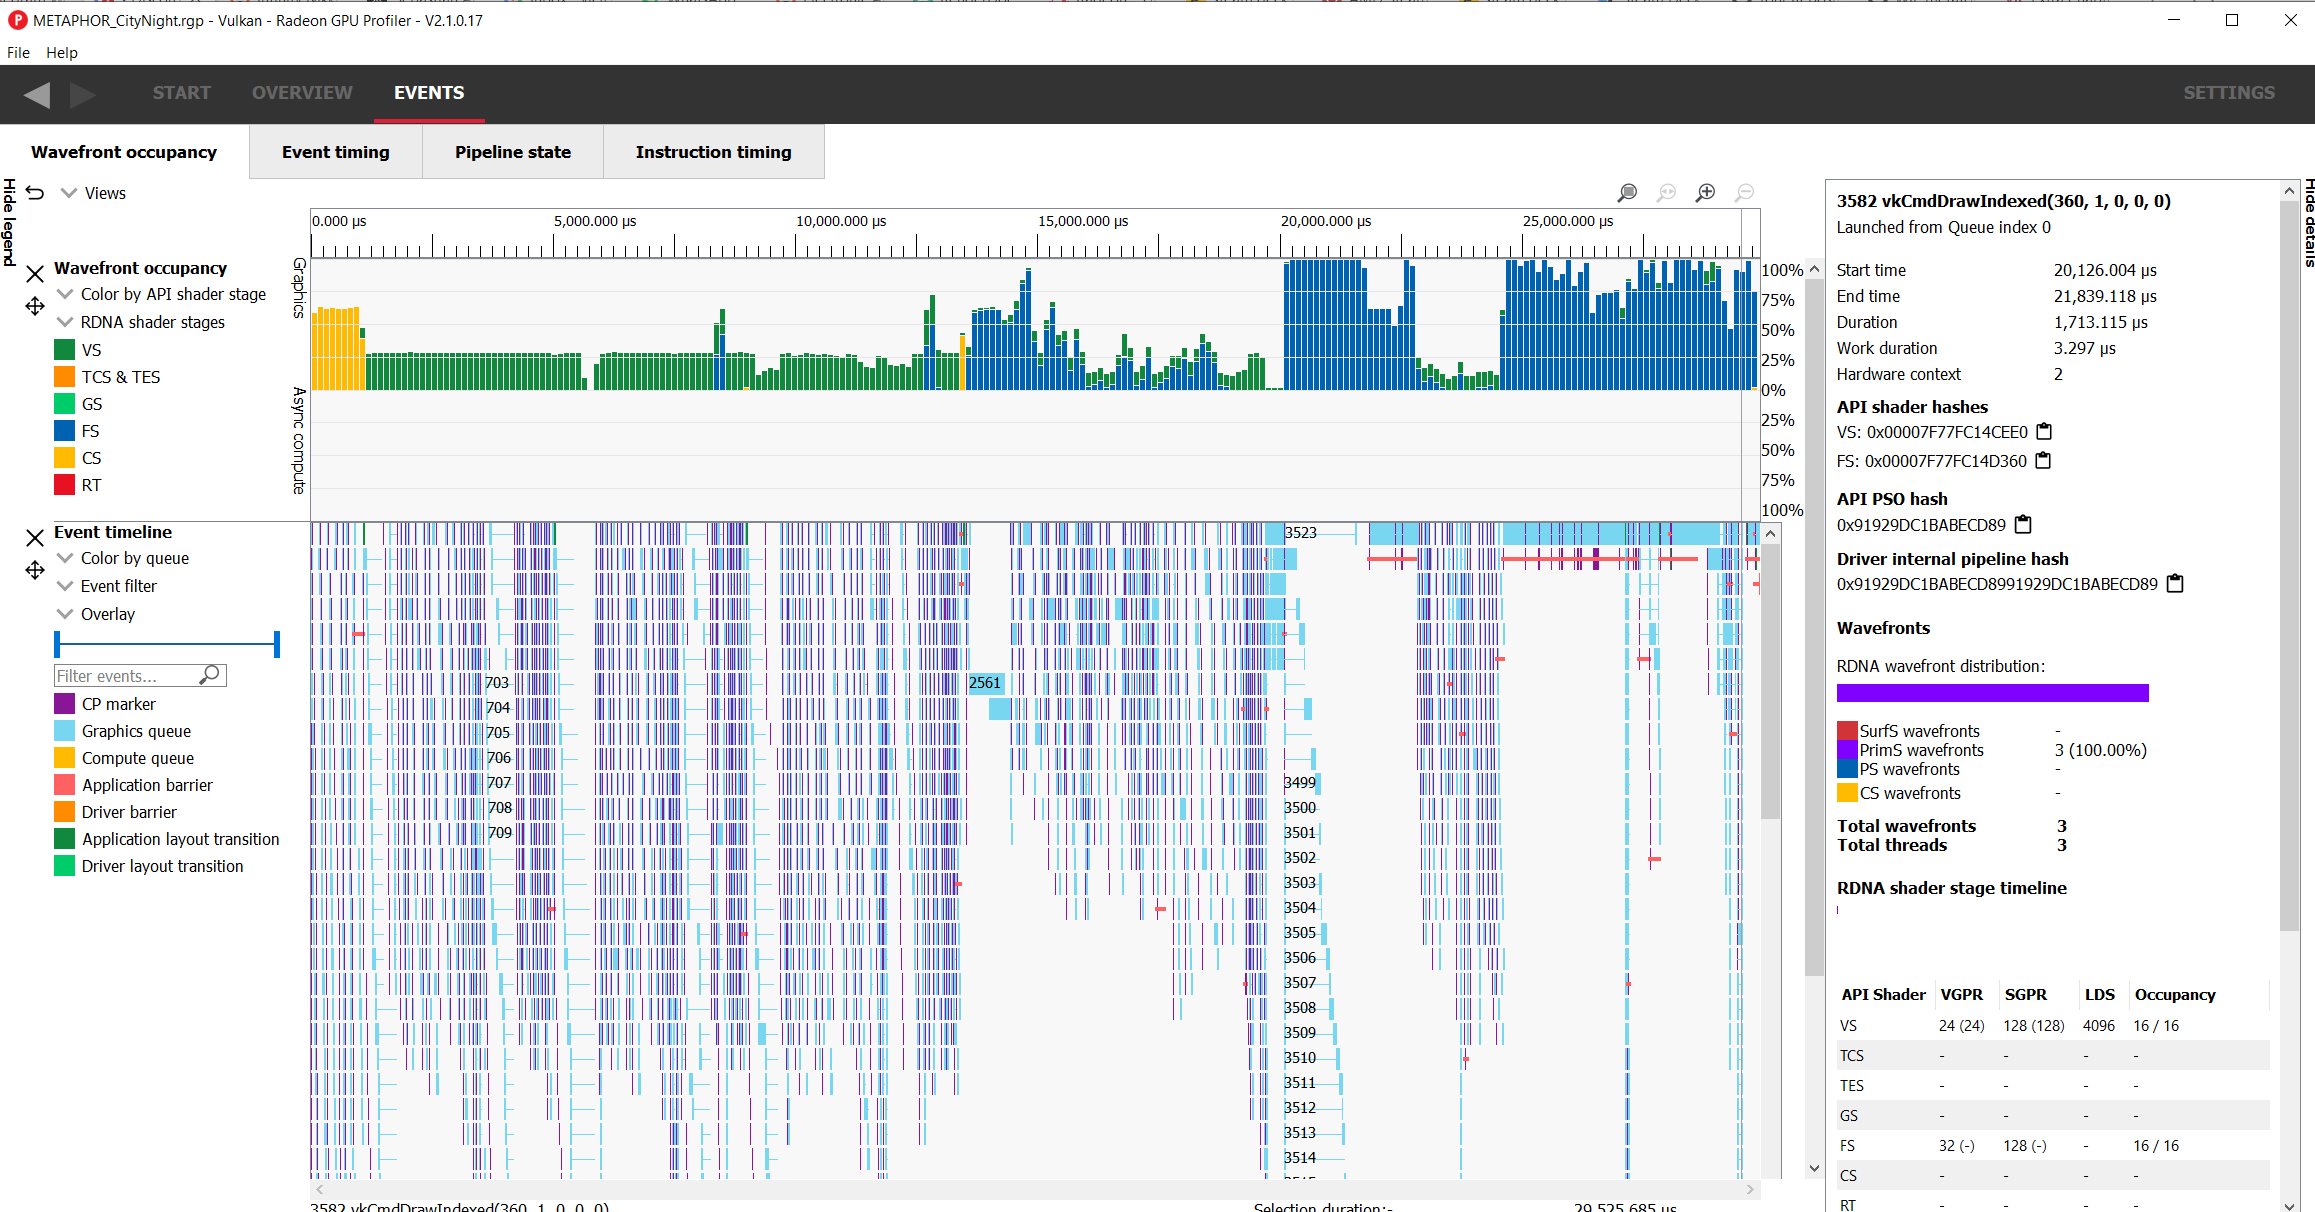 METAPHOR_CityNight.rgp - Vulkan - Radeon GPU Profiler - V2.1.0.17
File Help
START OVERVIEW EVENTS SETTINGS
Wavefront occupancy Event timing Pipeline state Instruction timing
Hide legend
Views
0.000 µs 5,000.000 µs 10,000.000 µs 15,000.000 µs 20,000.000 µs 25,000.000 µs
Wavefront occupancy
Color by API shader stage
RDNA shader stages
VS
TCS & TES
GS
FS
CS
RT
Graphics
Async compute
100%
75%
50%
25%
0%
25%
50%
75%
100%
Event timeline
Color by queue
Event filter
Overlay
Filter events...
CP marker
Graphics queue
Compute queue
Application barrier
Driver barrier
Application layout transition
Driver layout transition
703
704
705
706
707
708
709
2561
3523
3499
3500
3501
3502
3503
3504
3505
3506
3507
3508
3509
3510
3511
3512
3513
3514
3582 vkCmdDrawIndexed(360, 1, 0, 0, 0) Selection duration:- 29,525.685 µs
Hide details
3582 vkCmdDrawIndexed(360, 1, 0, 0, 0)
Launched from Queue index 0
Start time 20,126.004 µs
End time 21,839.118 µs
Duration 1,713.115 µs
Work duration 3.297 µs
Hardware context 2
API shader hashes
VS: 0x00007F77FC14CEE0
FS: 0x00007F77FC14D360
API PSO hash
0x91929DC1BABECD89
Driver internal pipeline hash
0x91929DC1BABECD8991929DC1BABECD89
Wavefronts
RDNA wavefront distribution:
SurfS wavefronts -
PrimS wavefronts 3 (100.00%)
PS wavefronts -
CS wavefronts -
Total wavefronts 3
Total threads 3
RDNA shader stage timeline
API Shader VGPR SGPR LDS Occupancy
VS 24 (24) 128 (128) 4096 16 / 16
TCS - - - -
TES - - - -
GS - - - -
FS 32 (-) 128 (-) - 16 / 16
CS - - - -
RT - - - -